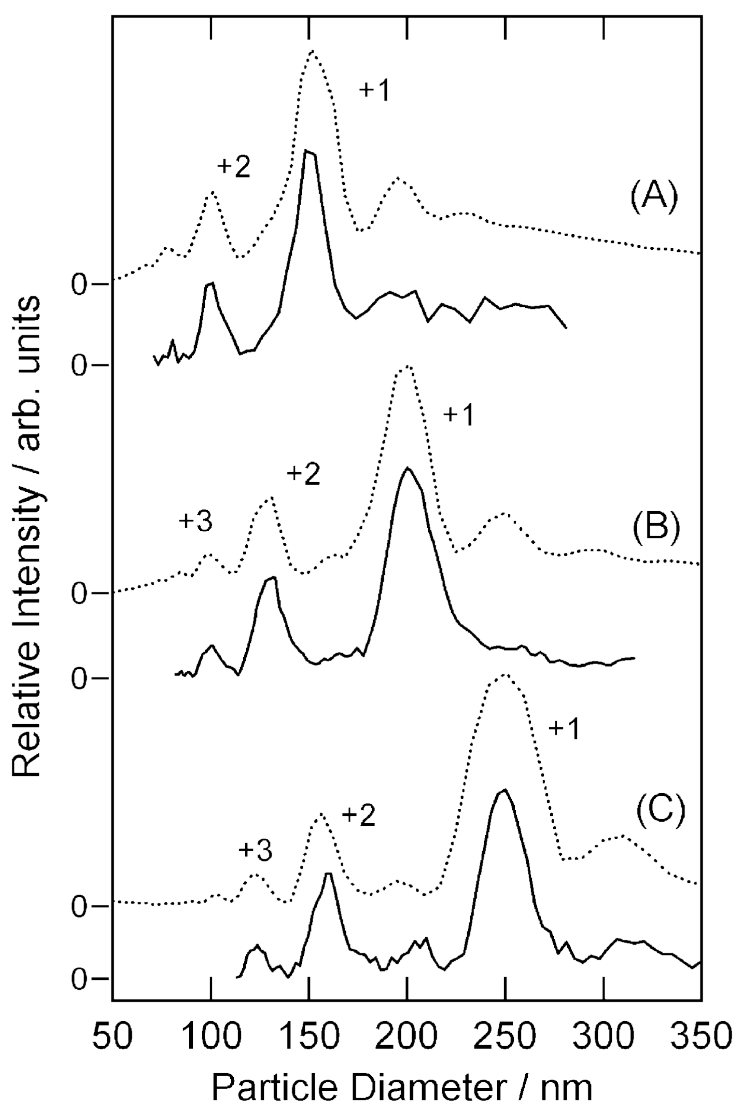 +1
+2
(A)
0
0
+1
+2
+3
(B)
0
0
+1
+2
+3
(C)
0
0
50 100 150 200 250 300 350
Particle Diameter / nm
Relative Intensity / arb. units